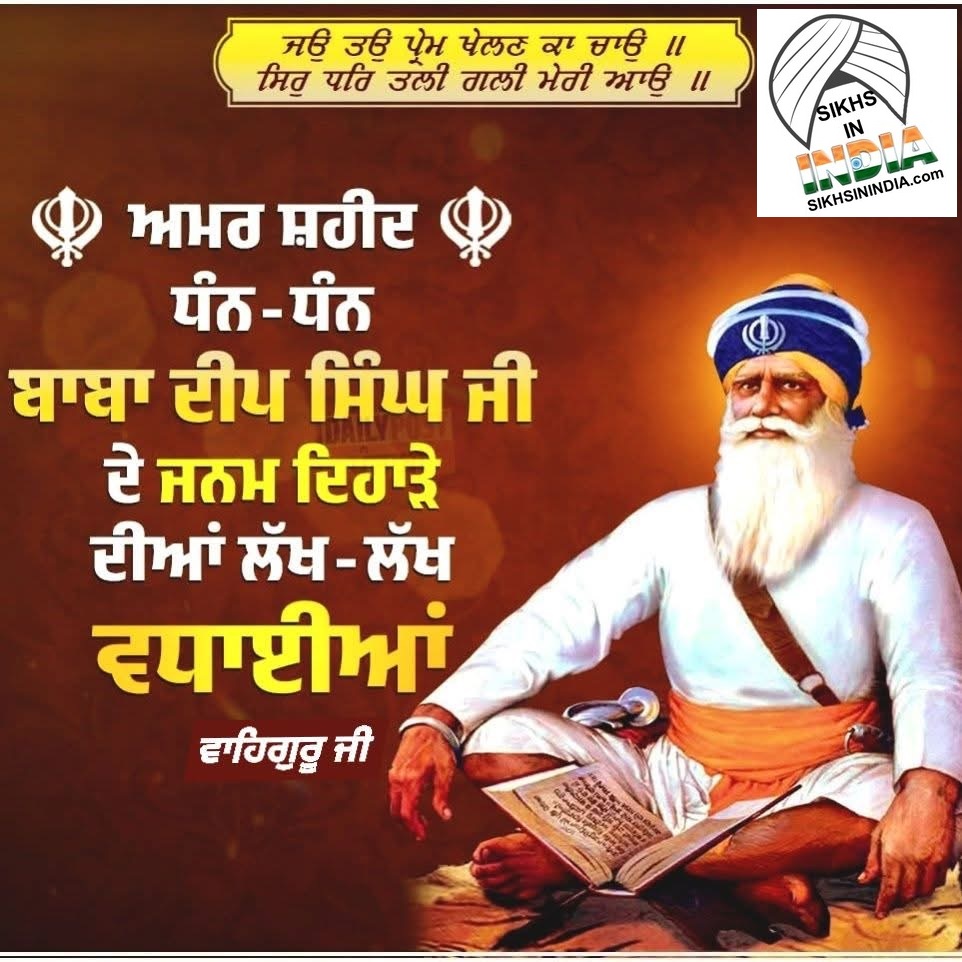 ਜਉ ਤਉ ਪ੍ਰੇਮ ਖੇਲਣ ਕਾ ਚਾਉ ॥
ਸਿਰੁ ਧਰਿ ਤਲੀ ਗਲੀ ਮੇਰੀ ਆਉ ॥
SIKHS
IN
INDIA
SIKHSININDIA.com
ਅਮਰ ਸ਼ਹੀਦ
ਧੰਨ-ਧੰਨ
ਬਾਬਾ ਦੀਪ ਸਿੰਘ ਜੀ
ਦੇ ਜਨਮ ਦਿਹਾੜੇ
ਦੀਆਂ ਲੱਖ-ਲੱਖ
ਵਧਾਈਆਂ
ਵਾਹਿਗੁਰੂ ਜੀ